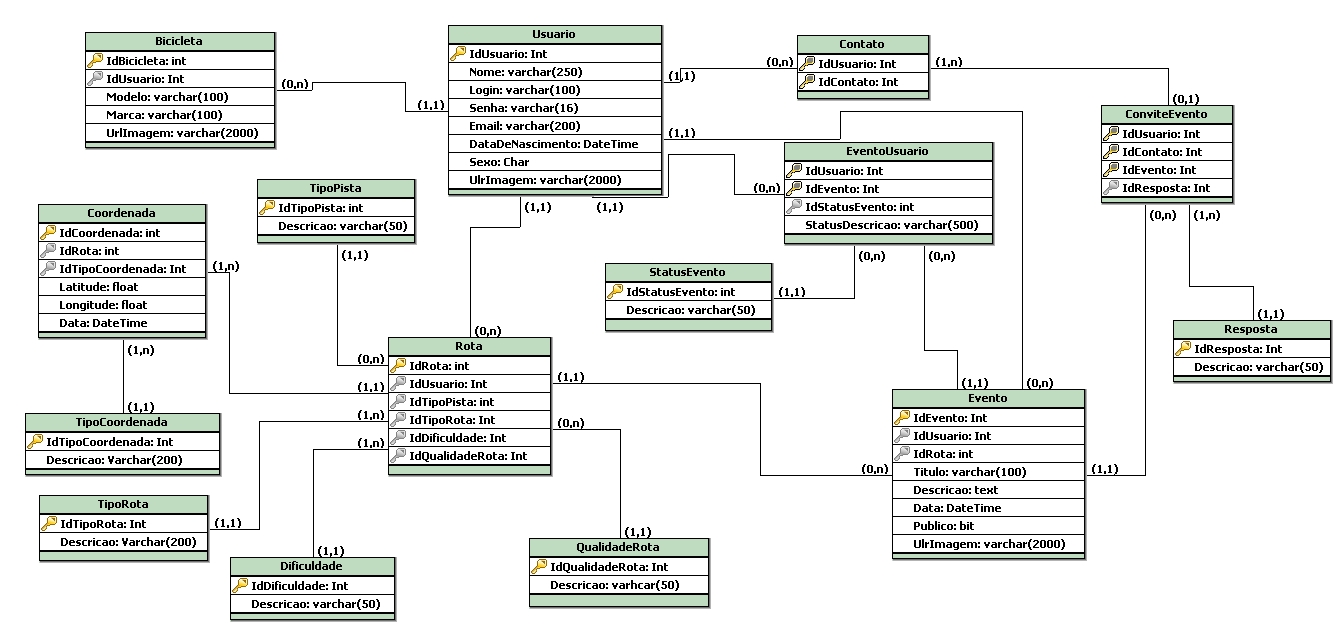 Bicicleta
IdBicicleta: int
IdUsuario: Int
Modelo: varchar(100)
Marca: varchar(100)
UrlImagem: varchar(2000)
(0,n)
(1,1)
Usuario
IdUsuario: Int
Nome: varchar(250)
Login: varchar(100)
Senha: varchar(16)
Email: varchar(200)
DataDeNascimento: DateTime
Sexo: Char
UlrImagem: varchar(2000)
(1,1)
(0,n)
(1,1)
(0,n)
(1,1)
(1,1)
Contato
IdUsuario: Int
IdContato: Int
(1,n)
(0,1)
ConviteEvento
IdUsuario: Int
IdContato: Int
IdEvento: Int
IdResposta: Int
(0,n)
(1,n)
EventoUsuario
IdUsuario: Int
IdEvento: Int
IdStatusEvento: int
StatusDescricao: varchar(500)
(0,n)
(0,n)
TipoPista
IdTipoPista: int
Descricao: varchar(50)
(1,1)
Coordenada
IdCoordenada: int
IdRota: int
IdTipoCoordenada: Int
Latitude: float
Longitude: float
Data: DateTime
(1,n)
(1,n)
(1,1)
StatusEvento
IdStatusEvento: int
Descricao: varchar(50)
(1,1)
(1,1)
Resposta
IdResposta: Int
Descricao: varchar(50)
(0,n)
Rota
IdRota: int
IdUsuario: Int
IdTipoPista: int
IdTipoRota: Int
IdDificuldade: Int
IdQualidadeRota: Int
(0,n)
(1,1)
(1,n)
(1,n)
(1,1)
(0,n)
(1,1)
(0,n)
Evento
IdEvento: Int
IdUsuario: Int
IdRota: int
Titulo: varchar(100)
Descricao: text
Data: DateTime
Publico: bit
UlrImagem: varchar(2000)
(0,n)
(1,1)
TipoCoordenada
IdTipoCoordenada: Int
Descricao: Varchar(200)
TipoRota
IdTipoRota: Int
Descricao: Varchar(200)
(1,1)
(1,1)
Dificuldade
IdDificuldade: Int
Descricao: varchar(50)
(1,1)
QualidadeRota
IdQualidadeRota: Int
Descricao: varhcar(50)